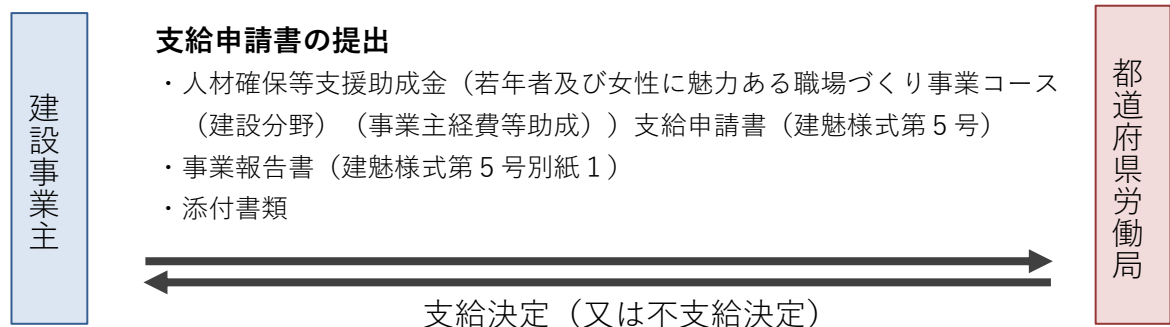 建設事業主
支給申請書の提出
・人材確保等支援助成金（若年者及び女性に魅力ある職場づくり事業コース
（建設分野）（事業主経費等助成））支給申請書（建魅様式第５号）
・事業報告書（建魅様式第５号別紙１）
・添付書類
支給決定（又は不支給決定）
都道府県労働局